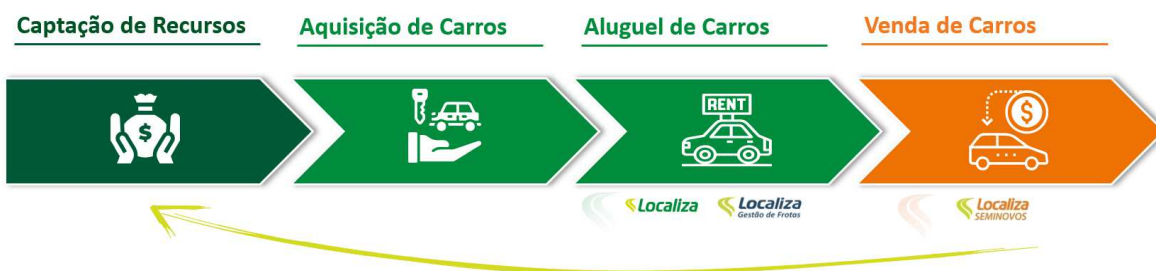 Captação de Recursos
Aquisição de Carros
Aluguel de Carros
Venda de Carros
$
RENT
$
Localiza
Localiza
Gestão de Frotas
Localiza
SEMINOVOS